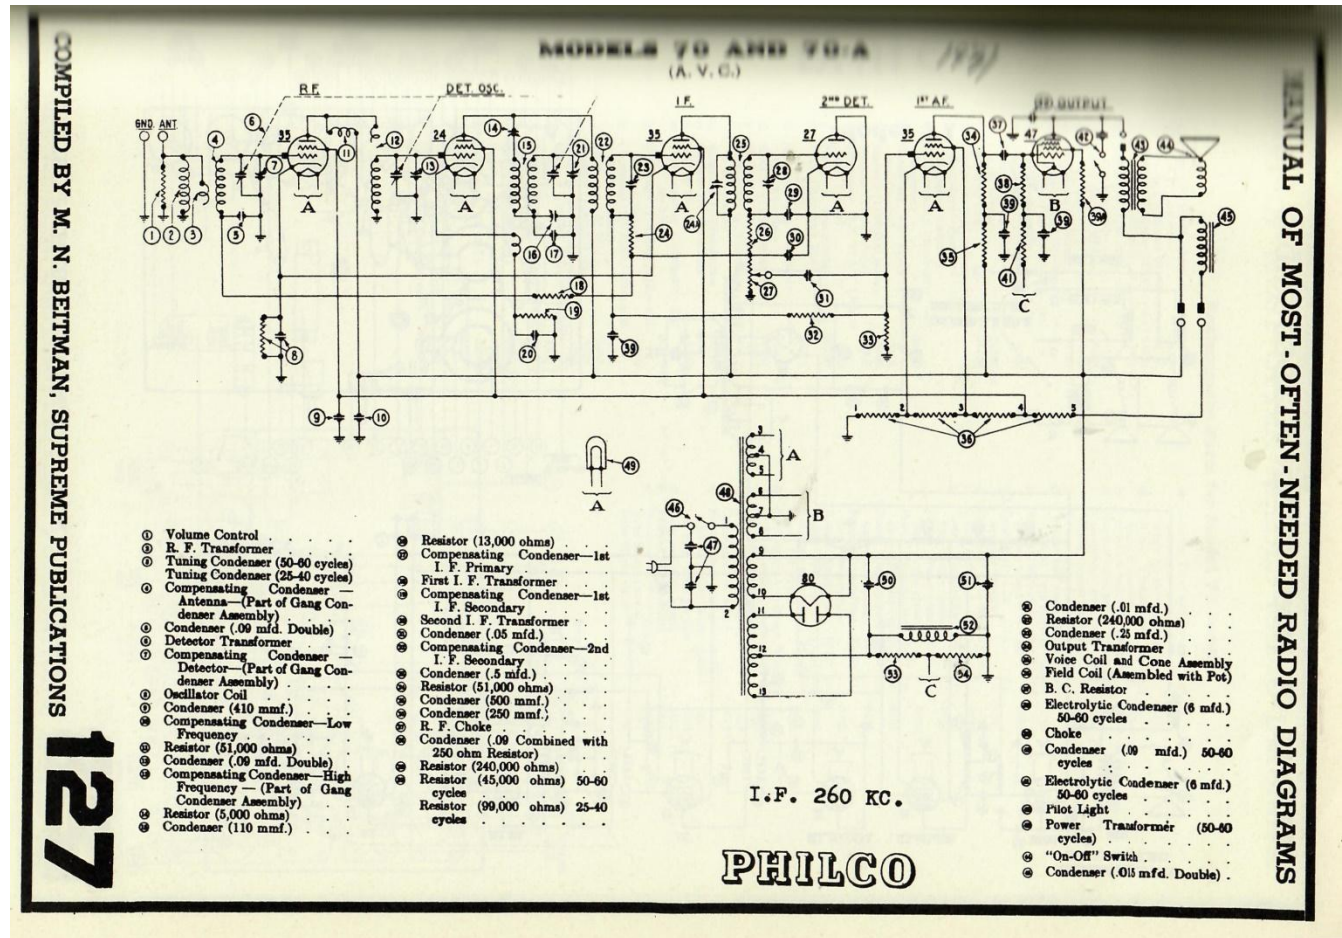 MODELS 70 AND 70-A
(A. V. C.)
1931
COMPILED BY M. N. BEITMAN, SUPREME PUBLICATIONS
127
MANUAL OF MOST-OFTEN-NEEDED RADIO DIAGRAMS
R.F.
DET. OSC.
I.F.
2ND DET.
1ST AF.
OUTPUT
GND. ANT.
35
24
35
27
35
47
A
A
A
A
A
B
C
A
A
B
80
C
Volume Control
R. F. Transformer
Tuning Condenser (50-60 cycles)
Tuning Condenser (25-40 cycles)
Compensating Condenser —
Antenna—(Part of Gang Con-
denser Assembly)
Condenser (.09 mfd. Double)
Detector Transformer
Compensating Condenser —
Detector—(Part of Gang Con-
denser Assembly)
Oscillator Coil
Condenser (410 mmf.)
Compensating Condenser—Low
Frequency
Resistor (51,000 ohms)
Condenser (.09 mfd. Double)
Compensating Condenser—High
Frequency — (Part of Gang
Condenser Assembly)
Resistor (5,000 ohms)
Condenser (110 mmf.)
Resistor (13,000 ohms)
Compensating Condenser—1st
I. F. Primary
First I. F. Transformer
Compensating Condenser—1st
I. F. Secondary
Second I. F. Transformer
Condenser (.05 mfd.)
Compensating Condenser—2nd
I. F. Secondary
Condenser (.5 mfd.)
Resistor (51,000 ohms)
Condenser (500 mmf.)
Condenser (250 mmf.)
R. F. Choke
Condenser (.09 Combined with
250 ohm Resistor)
Resistor (240,000 ohms)
Resistor (45,000 ohms) 50-60
cycles
Resistor (99,000 ohms) 25-40
cycles
Condenser (.01 mfd.)
Resistor (240,000 ohms)
Condenser (.25 mfd.)
Output Transformer
Voice Coil and Cone Assembly
Field Coil (Assembled with Pot)
B. C. Resistor
Electrolytic Condenser (6 mfd.)
50-60 cycles
Choke
Condenser (.09 mfd.) 50-60
cycles
Electrolytic Condenser (6 mfd.)
50-60 cycles
Pilot Light
Power Transformer (50-60
cycles)
"On-Off" Switch
Condenser (.015 mfd. Double)
I.F. 260 KC.
PHILCO